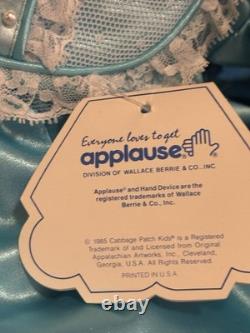 Everyone loves to get
applause®
DIVISION OF WALLACE BERRIE & CO., INC.
Applause® and Hand Device are the
registered trademarks of Wallace
Berrie & Co., Inc.
© 1985 Cabbage Patch Kids® is a Registered
Trademark of and Licensed from Original
Appalachian Artworks, Inc., Cleveland,
Georgia, U.S.A. All Rights Reserved.
PRINTED IN U.S.A.